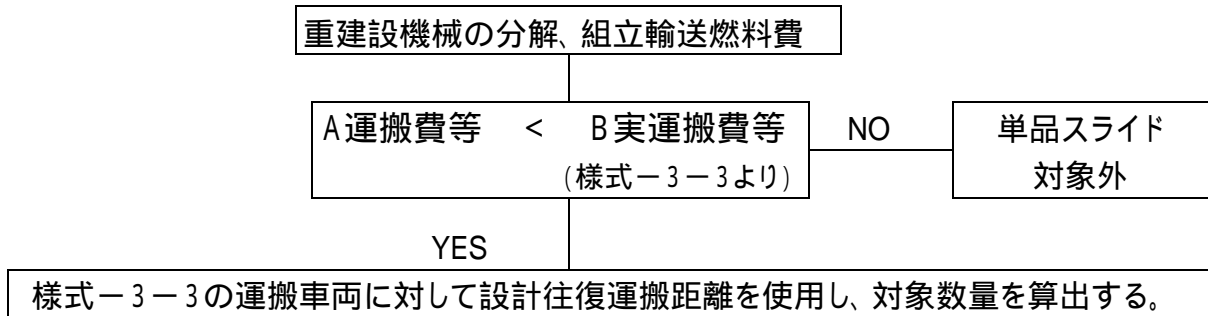 重建設機械の分解、組立輸送燃料費
A運搬費等 < B実運搬費等
(様式－3－3より)
NO
単品スライド
対象外
YES
様式－3－3の運搬車両に対して設計往復運搬距離を使用し、対象数量を算出する。